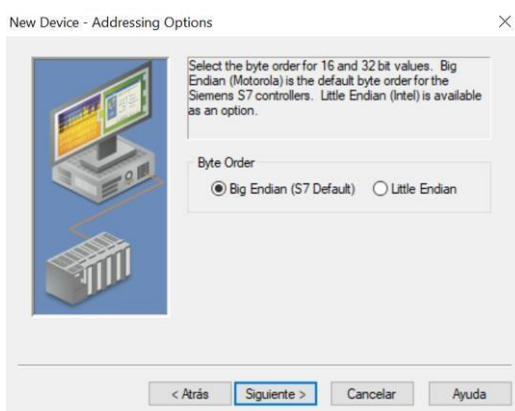 New Device - Addressing Options
Select the byte order for 16 and 32 bit values. Big
Endian (Motorola) is the default byte order for the
Siemens S7 controllers. Little Endian (Intel) is available
as an option.
Byte Order
Big Endian (S7 Default) Little Endian
< Atrás Siguiente > Cancelar Ayuda